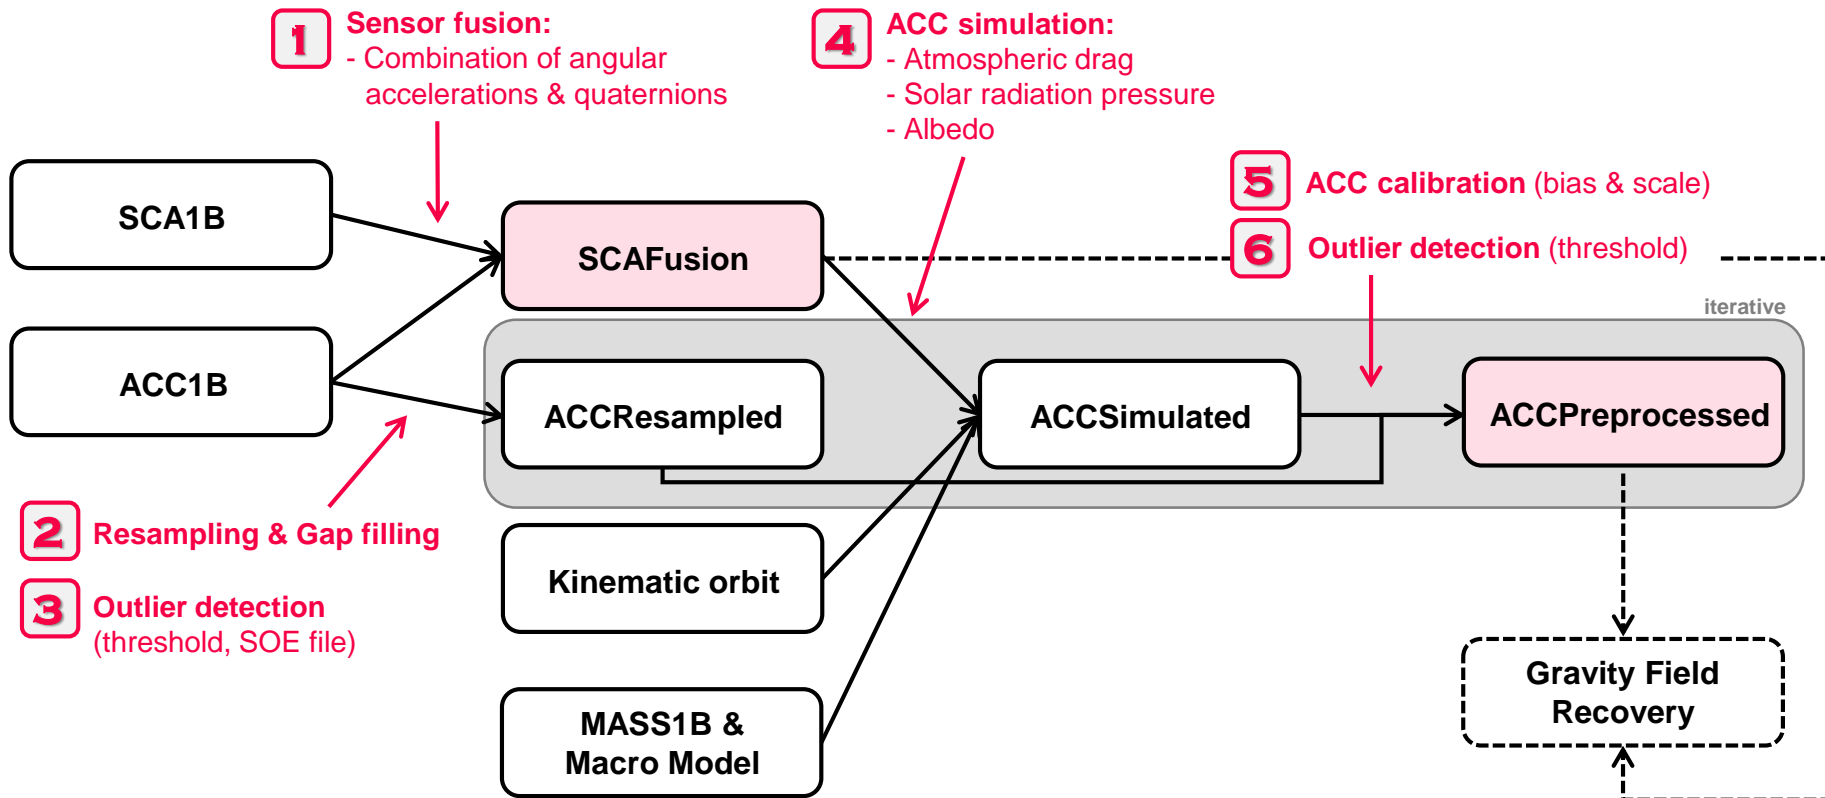 1 Sensor fusion:
- Combination of angular
accelerations & quaternions
4 ACC simulation:
- Atmospheric drag
- Solar radiation pressure
- Albedo
5 ACC calibration (bias & scale)
6 Outlier detection (threshold)
SCA1B
SCAFusion
iterative
ACC1B
ACCResampled
ACCSimulated
ACCPreprocessed
2 Resampling & Gap filling
3 Outlier detection
(threshold, SOE file)
Kinematic orbit
MASS1B &
Macro Model
Gravity Field
Recovery